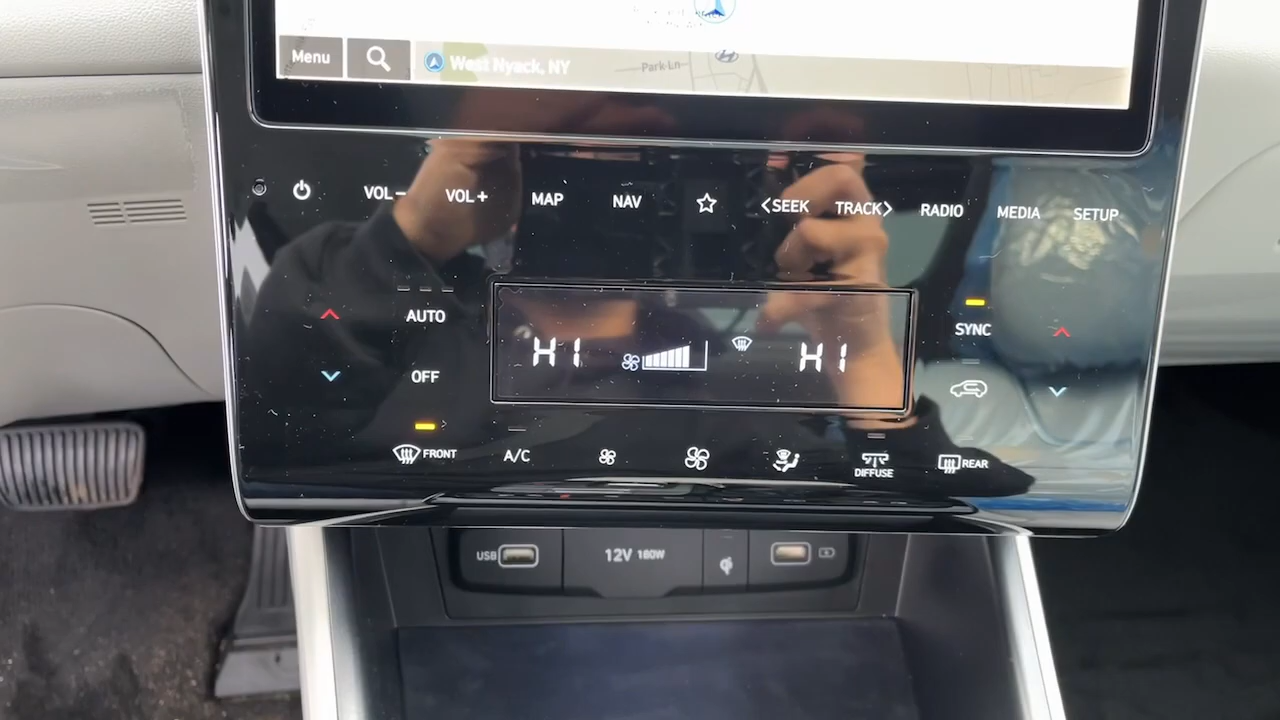 Menu
West Nyack, NY
Park Ln
VOL−
VOL+
MAP
NAV
<SEEK
TRACK>
RADIO
MEDIA
SETUP
AUTO
SYNC
HI
HI
OFF
FRONT
A/C
DIFFUSE
REAR
USB
12V 180W